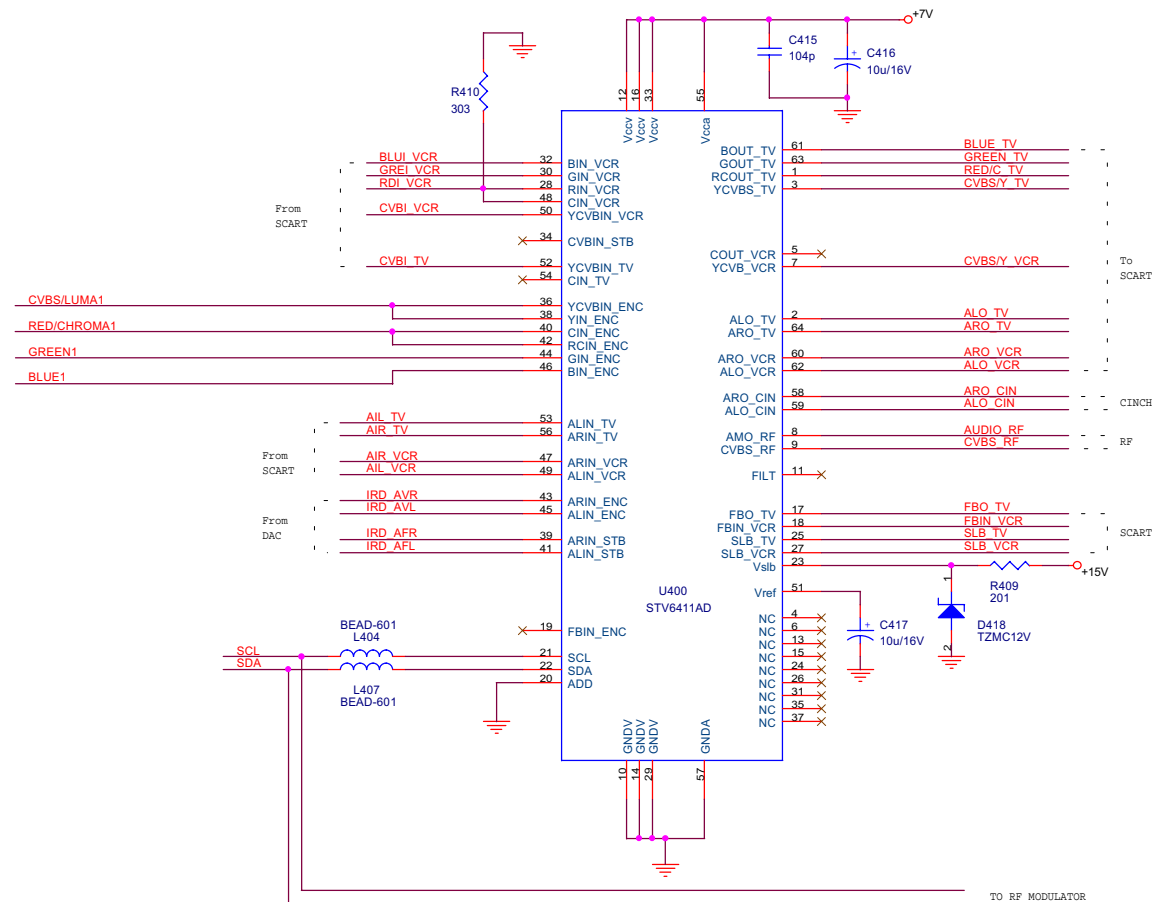 +7V
C415
104p
C416
10u/16V
R410
303
12
16
33
55
Vccv
Vccv
Vccv
Vcca
BLUI_VCR 32 BIN_VCR
GREI_VCR 30 GIN_VCR
RDI_VCR 28 RIN_VCR
48 CIN_VCR
CVBI_VCR 50 YCVBIN_VCR
From
SCART
34 CVBIN_STB
CVBI_TV 52 YCVBIN_TV
54 CIN_TV
CVBS/LUMA1 36 YCVBIN_ENC
38 YIN_ENC
RED/CHROMA1 40 CIN_ENC
42 RCIN_ENC
GREEN1 44 GIN_ENC
BLUE1 46 BIN_ENC
AIL_TV 53 ALIN_TV
AIR_TV 56 ARIN_TV
AIR_VCR 47 ARIN_VCR
AIL_VCR 49 ALIN_VCR
From
SCART
IRD_AVR 43 ARIN_ENC
IRD_AVL 45 ALIN_ENC
IRD_AFR 39 ARIN_STB
IRD_AFL 41 ALIN_STB
From
DAC
19 FBIN_ENC
BEAD-601
L404
SCL 21 SCL
SDA 22 SDA
20 ADD
L407
BEAD-601
BOUT_TV 61 BLUE_TV
GOUT_TV 63 GREEN_TV
RCOUT_TV 1 RED/C_TV
YCVBS_TV 3 CVBS/Y_TV
COUT_VCR 5
YCVB_VCR 7 CVBS/Y_VCR
To
SCART
ALO_TV 2 ALO_TV
ARO_TV 64 ARO_TV
ARO_VCR 60 ARO_VCR
ALO_VCR 62 ALO_VCR
ARO_CIN 58 ARO_CIN
ALO_CIN 59 ALO_CIN
CINCH
AMO_RF 8 AUDIO_RF
CVBS_RF 9 CVBS_RF
RF
FILT 11
FBO_TV 17 FBO_TV
FBIN_VCR 18 FBIN_VCR
SLB_TV 25 SLB_TV
SLB_VCR 27 SLB_VCR
SCART
Vslb 23
+15V
R409
201
1
D418
TZMC12V
2
Vref 51
C417
10u/16V
U400
STV6411AD
NC 4
NC 6
NC 13
NC 15
NC 24
NC 26
NC 31
NC 35
NC 37
GNDV
GNDV
GNDV
GNDA
10
14
29
57
TO RF MODULATOR